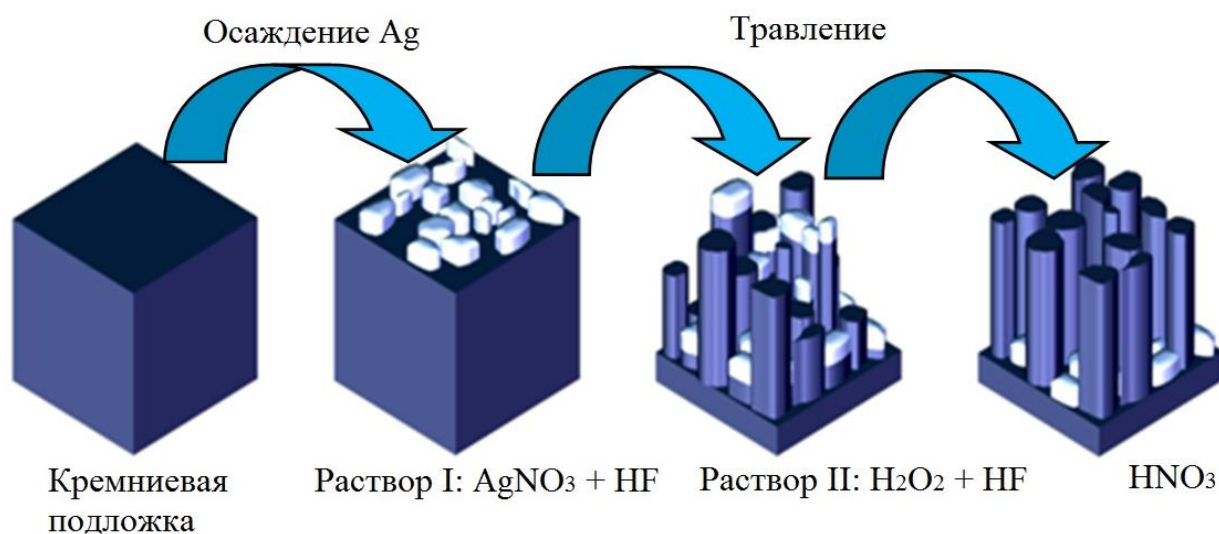 Осаждение Ag
Травление
Кремниевая
подложка
Раствор I: AgNO₃ + HF
Раствор II: H₂O₂ + HF
HNO₃